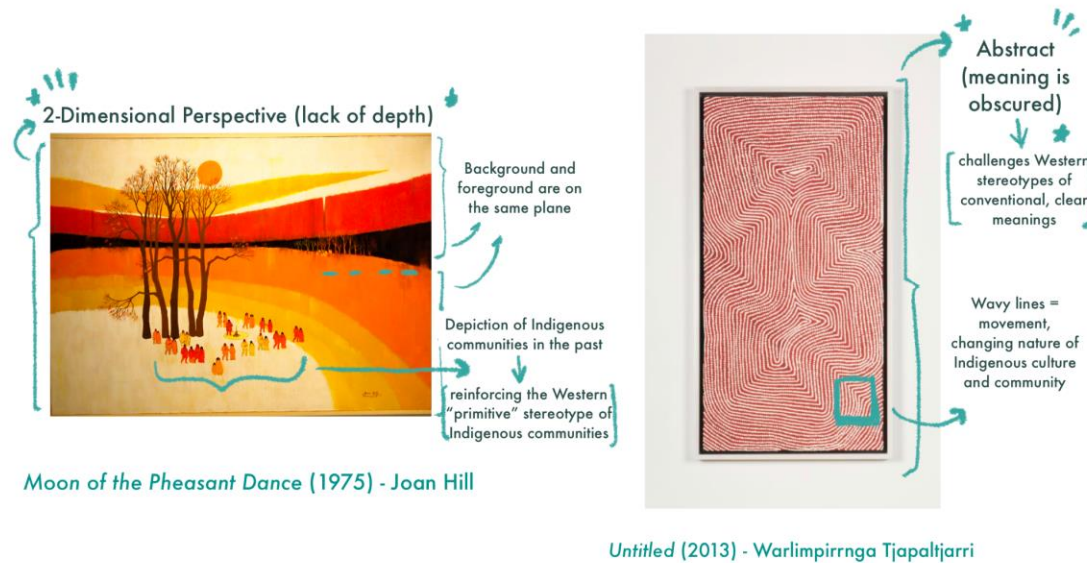 2-Dimensional Perspective (lack of depth)
Background and
foreground are on
the same plane
Depiction of Indigenous
communities in the past
reinforcing the Western
“primitive” stereotype of
Indigenous communities
Moon of the Pheasant Dance (1975) - Joan Hill
Abstract
(meaning is
obscured)
challenges Western
stereotypes of
conventional, clear
meanings
Wavy lines =
movement,
changing nature of
Indigenous culture
and community
Untitled (2013) - Warlimpirrnga Tjapaltjarri